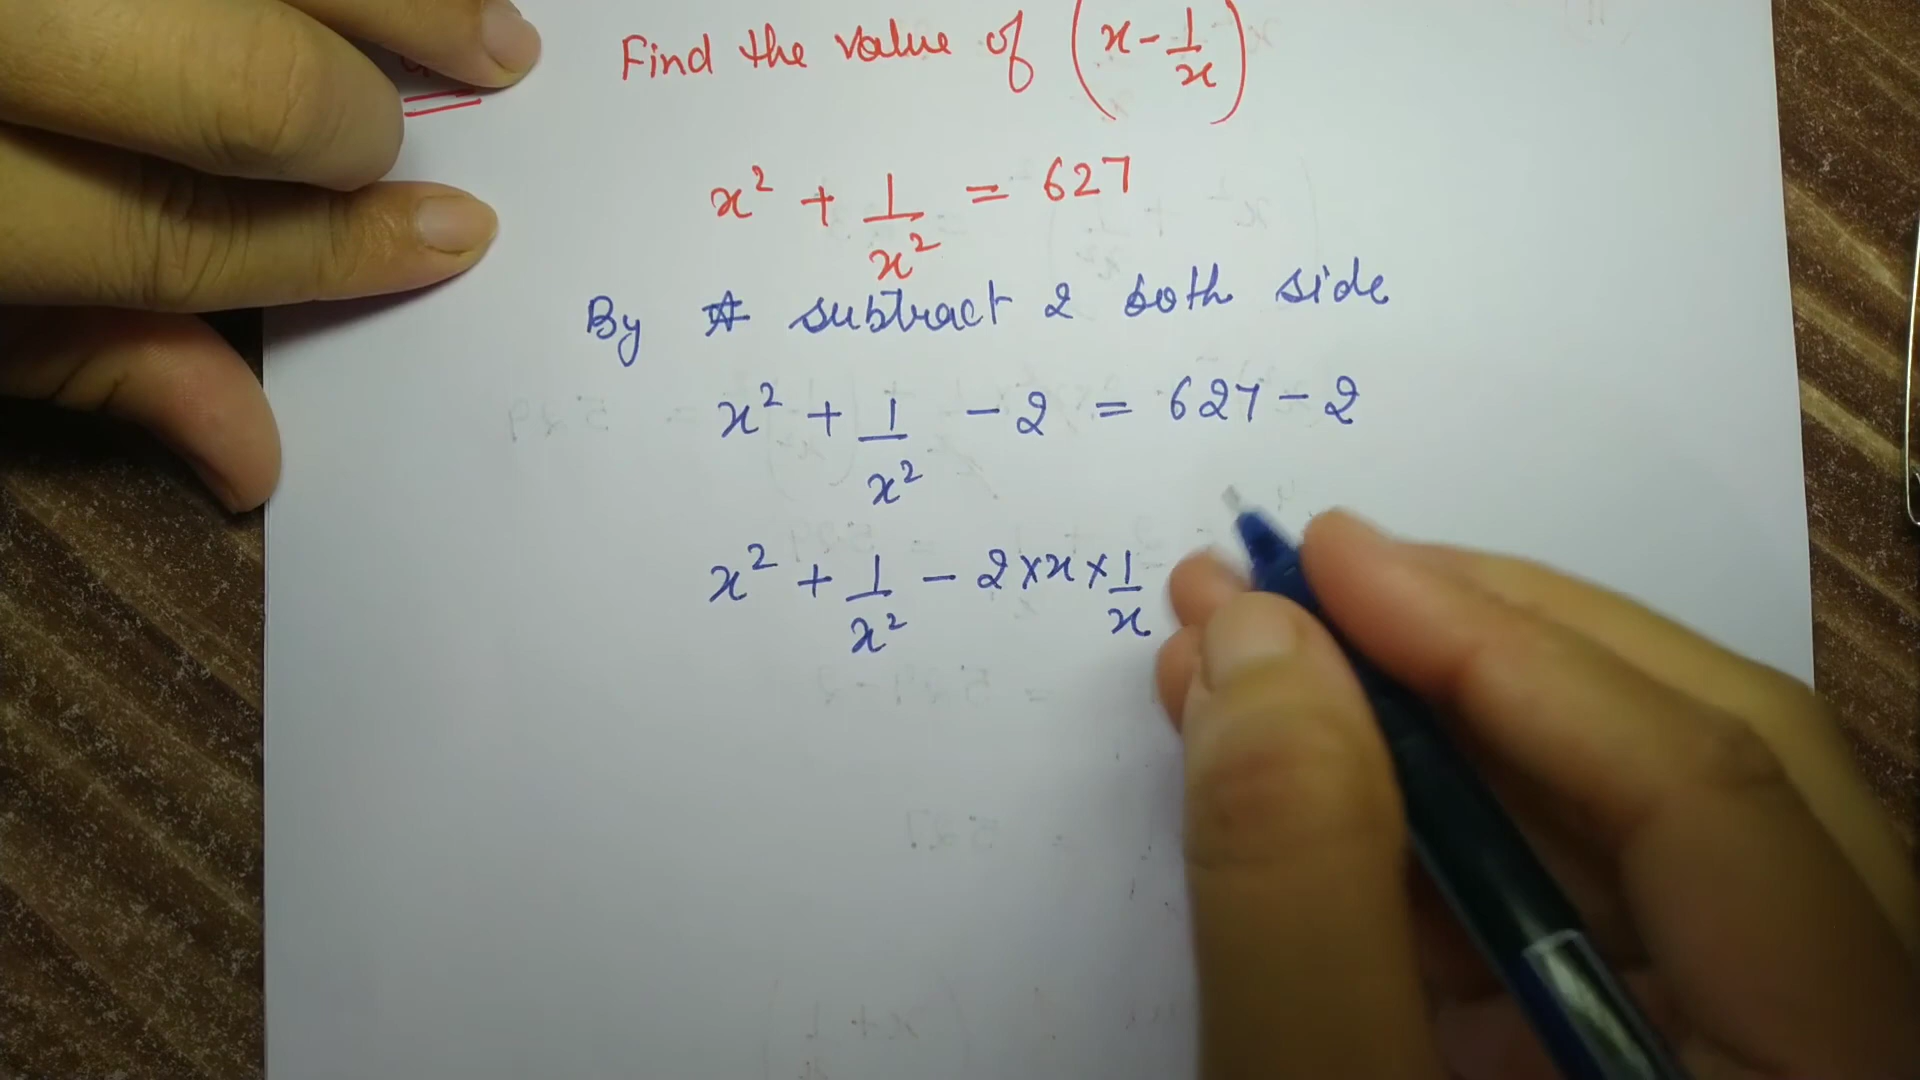 Find the value of (x - 1/x)
x² + 1/x² = 627
By subtract 2 both side
x² + 1/x² - 2 = 627 - 2
x² + 1/x² - 2 × x × 1/x